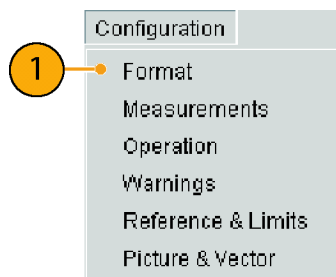 Configuration
1
Format
Measurements
Operation
Warnings
Reference & Limits
Picture & Vector